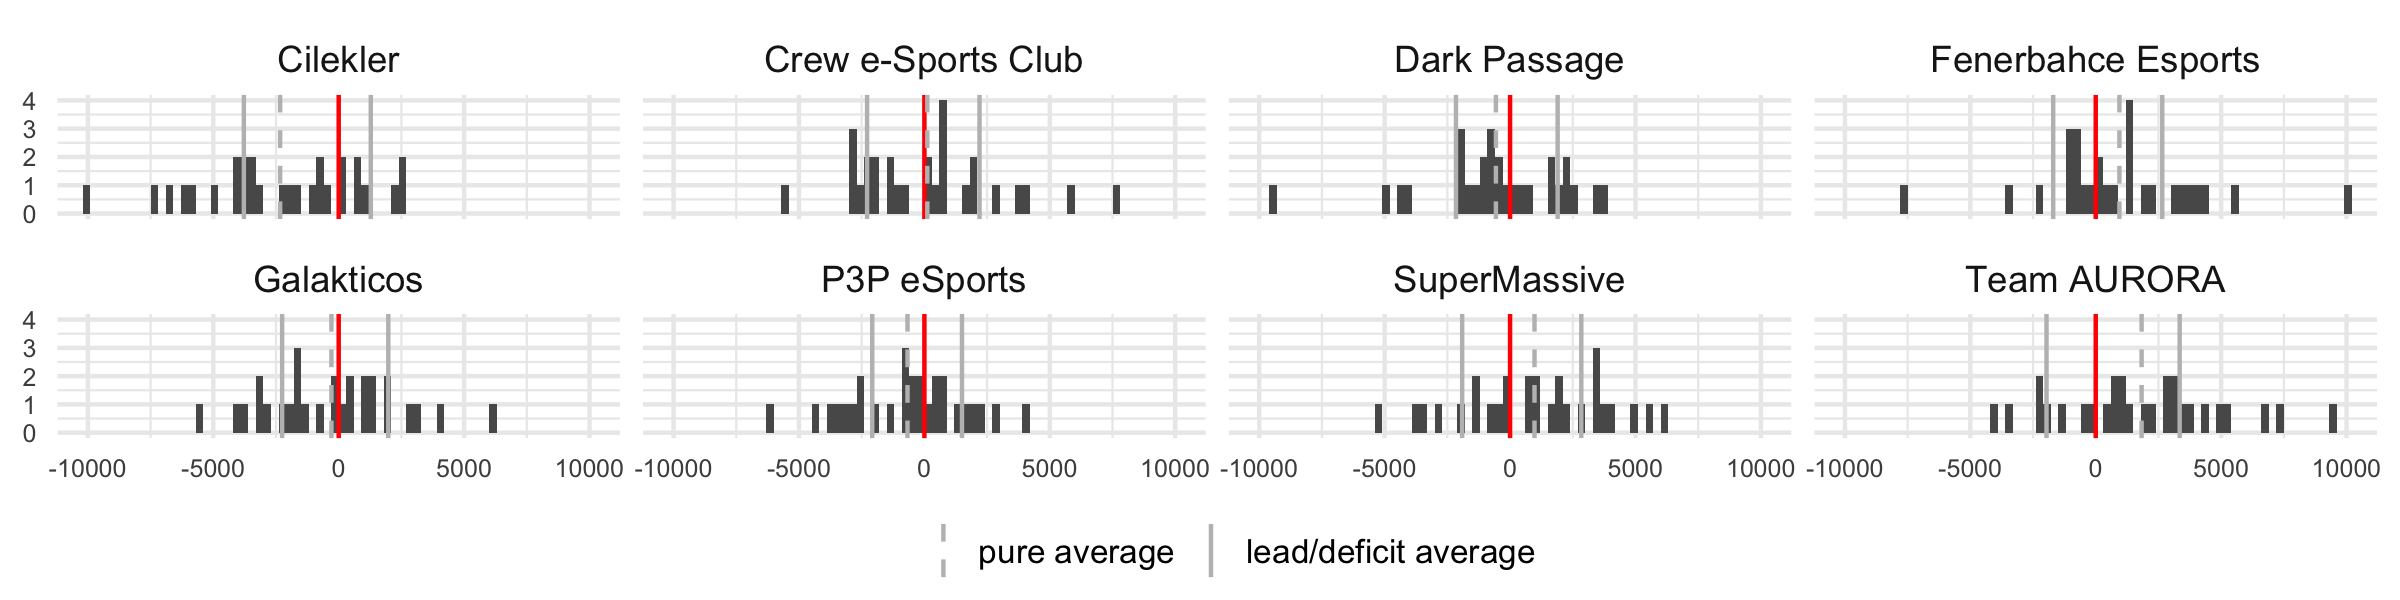 Cilekler
Crew e-Sports Club
Dark Passage
Fenerbahce Esports
4
3
2
1
0
Galakticos
P3P eSports
SuperMassive
Team AURORA
4
3
2
1
0
-10000 -5000 0 5000 10000 -10000 -5000 0 5000 10000 -10000 -5000 0 5000 10000 -10000 -5000 0 5000 10000
pure average
lead/deficit average